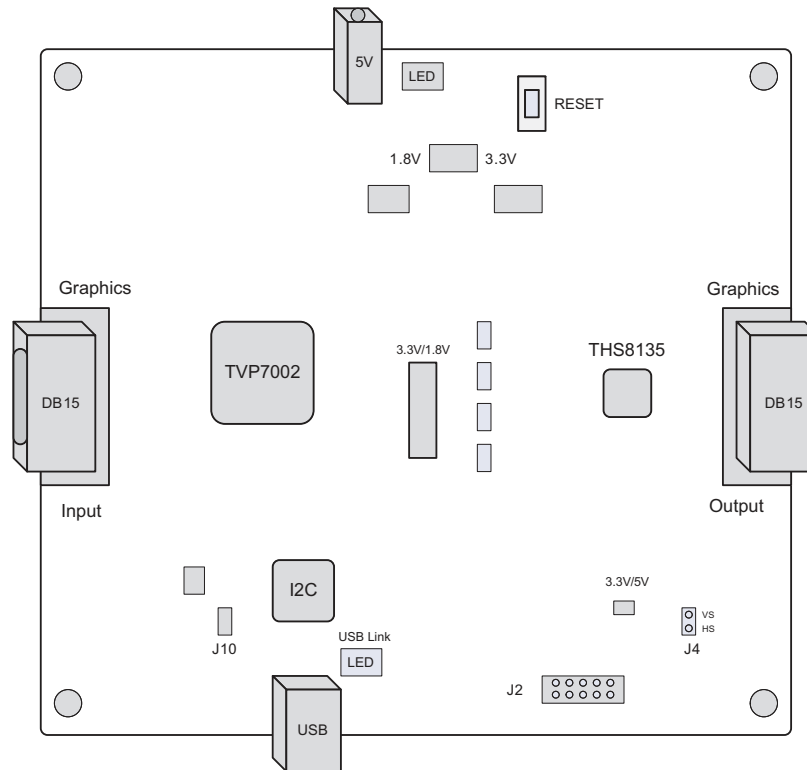 5V
LED
RESET
1.8V
3.3V
Graphics
Graphics
TVP7002
3.3V/1.8V
THS8135
DB15
DB15
Input
Output
I2C
3.3V/5V
VS
HS
J10
USB Link
J4
LED
J2
USB